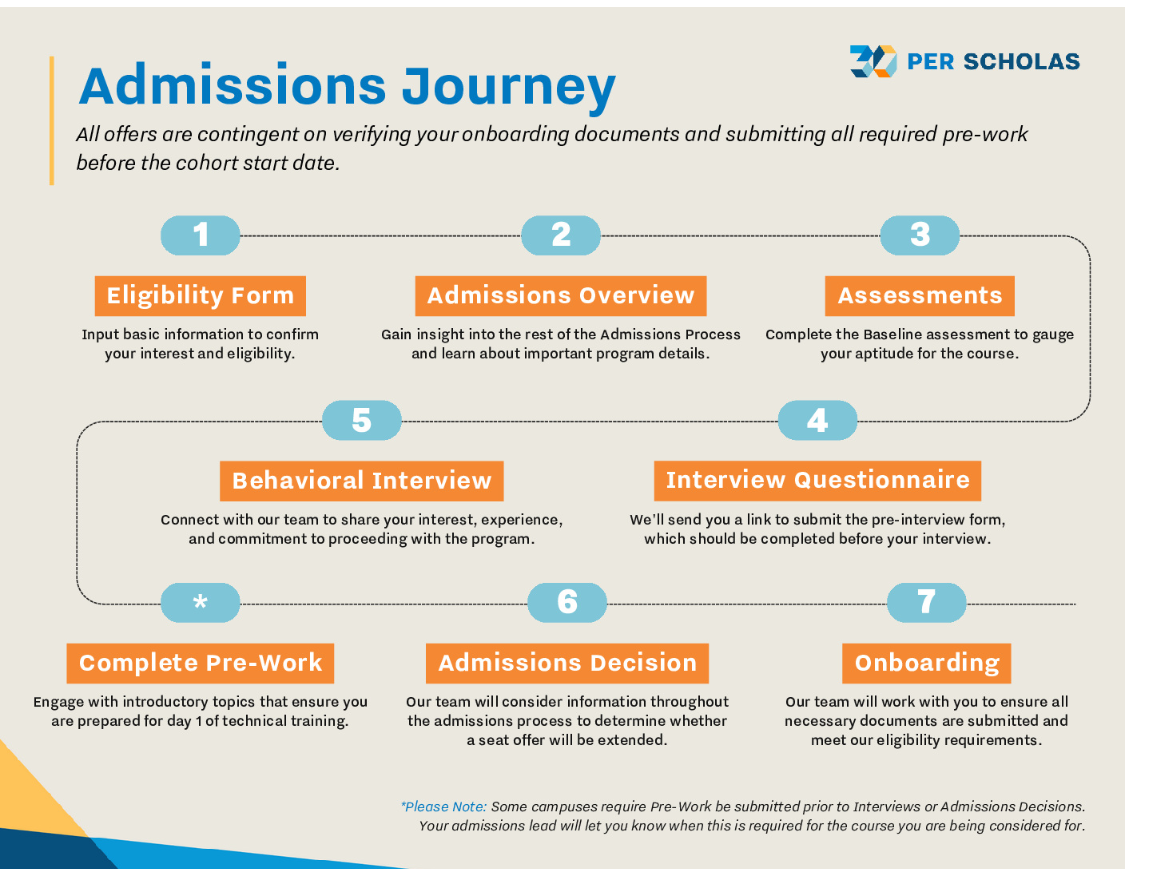 PER SCHOLAS
Admissions Journey
All offers are contingent on verifying your onboarding documents and submitting all required pre-work
before the cohort start date.
1
Eligibility Form
Input basic information to confirm
your interest and eligibility.
2
Admissions Overview
Gain insight into the rest of the Admissions Process
and learn about important program details.
3
Assessments
Complete the Baseline assessment to gauge
your aptitude for the course.
4
Interview Questionnaire
We'll send you a link to submit the pre-interview form,
which should be completed before your interview.
5
Behavioral Interview
Connect with our team to share your interest, experience,
and commitment to proceeding with the program.
*
Complete Pre-Work
Engage with introductory topics that ensure you
are prepared for day 1 of technical training.
6
Admissions Decision
Our team will consider information throughout
the admissions process to determine whether
a seat offer will be extended.
7
Onboarding
Our team will work with you to ensure all
necessary documents are submitted and
meet our eligibility requirements.
*Please Note: Some campuses require Pre-Work be submitted prior to Interviews or Admissions Decisions.
Your admissions lead will let you know when this is required for the course you are being considered for.